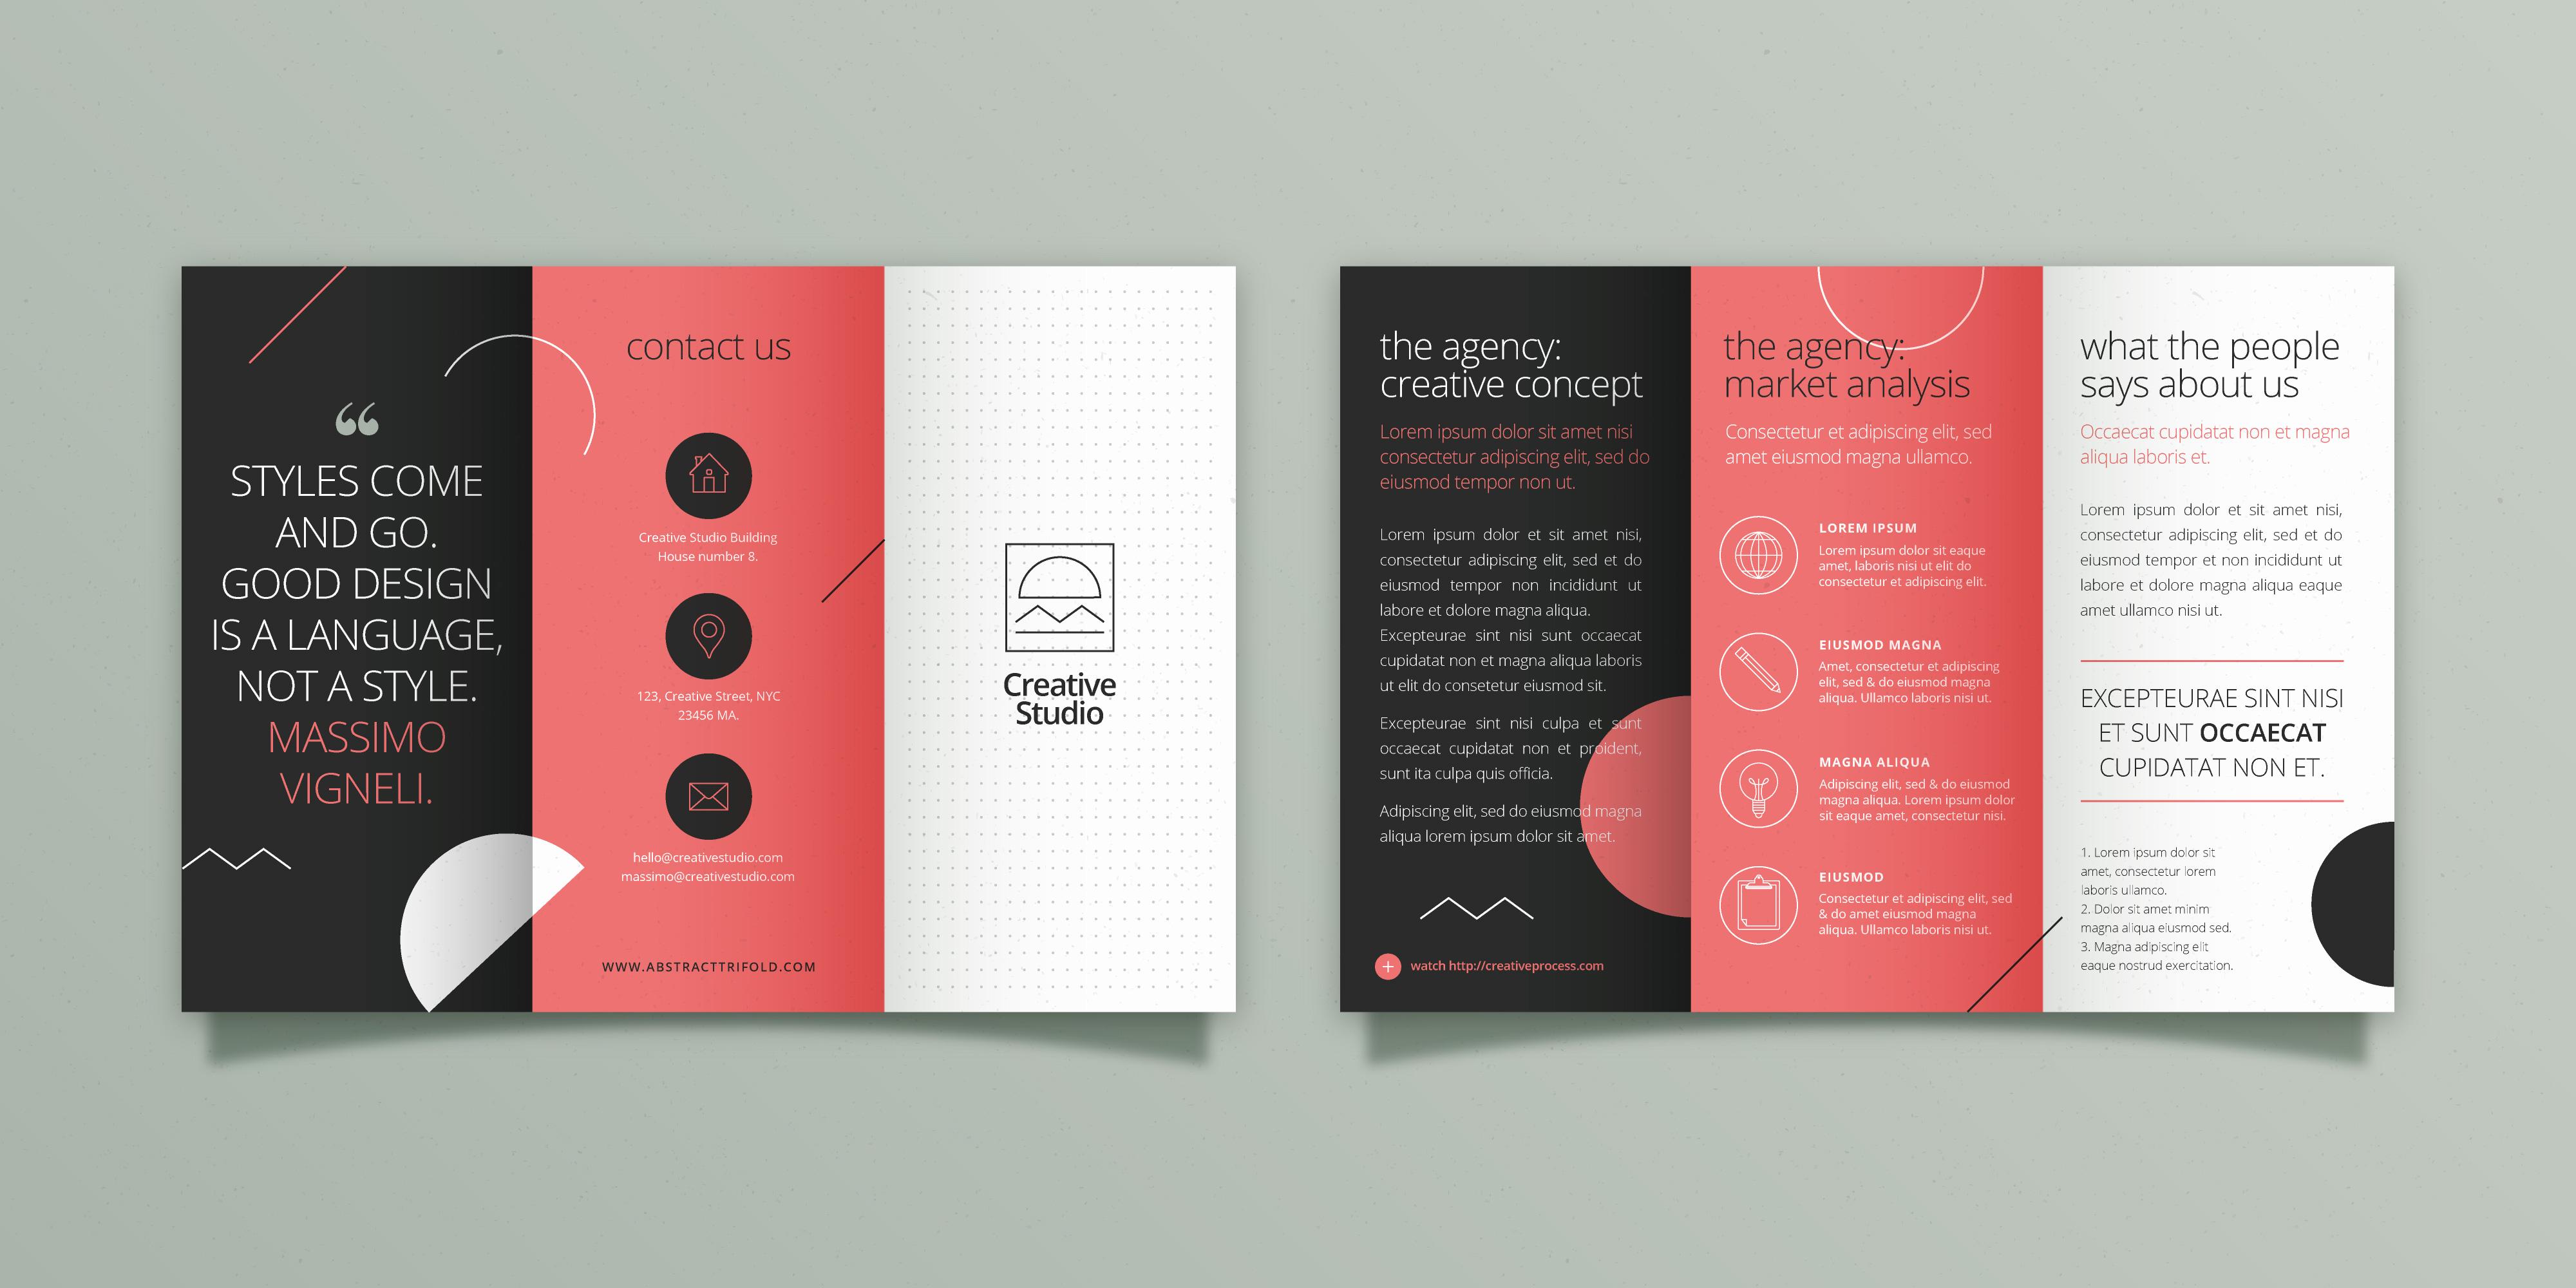 “
STYLES COME
AND GO.
GOOD DESIGN
IS A LANGUAGE,
NOT A STYLE.
MASSIMO
VIGNELI.
contact us
Creative Studio Building
House number 8.
123, Creative Street, NYC
23456 MA.
hello@creativestudio.com
massimo@creativestudio.com
WWW.ABSTRACTTRIFOLD.COM
Creative
Studio
the agency:
creative concept
Lorem ipsum dolor sit amet nisi
consectetur adipiscing elit, sed do
eiusmod tempor non ut.
Lorem ipsum dolor et sit amet nisi,
consectetur adipiscing elit, sed et do
eiusmod tempor non incididunt ut
labore et dolore magna aliqua.
Excepteurae sint nisi sunt occaecat
cupidatat non et magna aliqua laboris
ut elit do consetetur eiusmod sit.
Excepteurae sint nisi culpa et sunt
occaecat cupidatat non et proident,
sunt ita culpa quis officia.
Adipiscing elit, sed do eiusmod magna
aliqua lorem ipsum dolor sit amet.
watch http://creativeprocess.com
the agency:
market analysis
Consectetur et adipiscing elit, sed
amet eiusmod magna ullamco.
LOREM IPSUM
Lorem ipsum dolor sit eaque
amet, laboris nisi ut elit do
consectetur et adipiscing elit.
EIUSMOD MAGNA
Amet, consectetur et adipiscing
elit, sed & do eiusmod magna
aliqua. Ullamco laboris nisi ut.
MAGNA ALIQUA
Adipiscing elit, sed & do eiusmod
magna aliqua. Lorem ipsum dolor
sit eaque amet, consectetur nisi.
EIUSMOD
Consectetur et adipiscing elit, sed
& do amet eiusmod magna
aliqua. Ullamco laboris nisi ut.
what the people
says about us
Occaecat cupidatat non et magna
aliqua laboris et.
Lorem ipsum dolor et sit amet nisi,
consectetur adipiscing elit, sed et do
eiusmod tempor et non incididunt ut
labore et dolore magna aliqua eaque
amet ullamco nisi ut.
EXCEPTEURAE SINT NISI
ET SUNT OCCAECAT
CUPIDATAT NON ET.
1. Lorem ipsum dolor sit
amet, consectetur lorem
laboris ullamco.
2. Dolor sit amet minim
magna aliqua eiusmod sed.
3. Magna adipiscing elit
eaque nostrud exercitation.